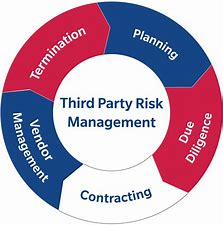 Third Party Risk
Management
Planning
Due
Diligence
Contracting
Vendor
Management
Termination